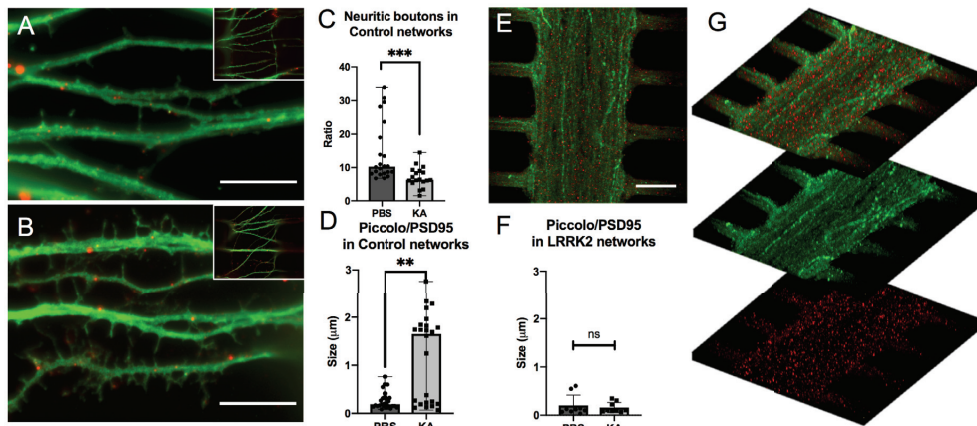 A
B
C
Neuritic boutons in
Control networks
***
Ratio
40
30
20
10
0
PBS
KA
D
Piccolo/PSD95
in Control networks
**
Size (μm)
3
2
1
0
PBS
KA
E
F
Piccolo/PSD95
in LRRK2 networks
ns
Size (μm)
3
2
1
0
PBS
KA
G